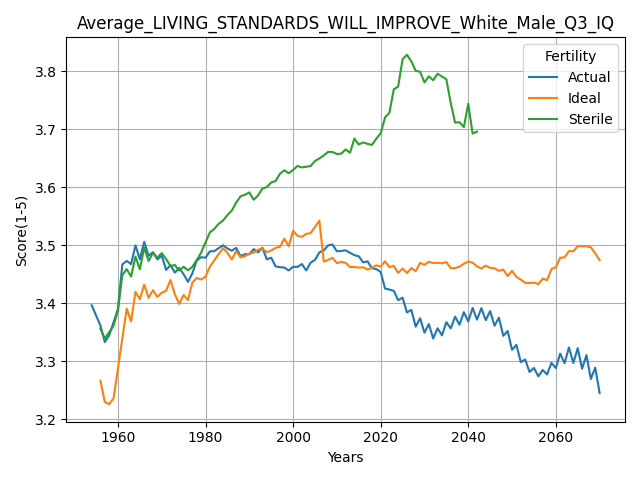 Average_LIVING_STANDARDS_WILL_IMPROVE_White_Male_Q3_IQ
Fertility
Actual
Ideal
Sterile
Score(1-5)
3.8
3.7
3.6
3.5
3.4
3.3
3.2
1960
1980
2000
2020
2040
2060
Years